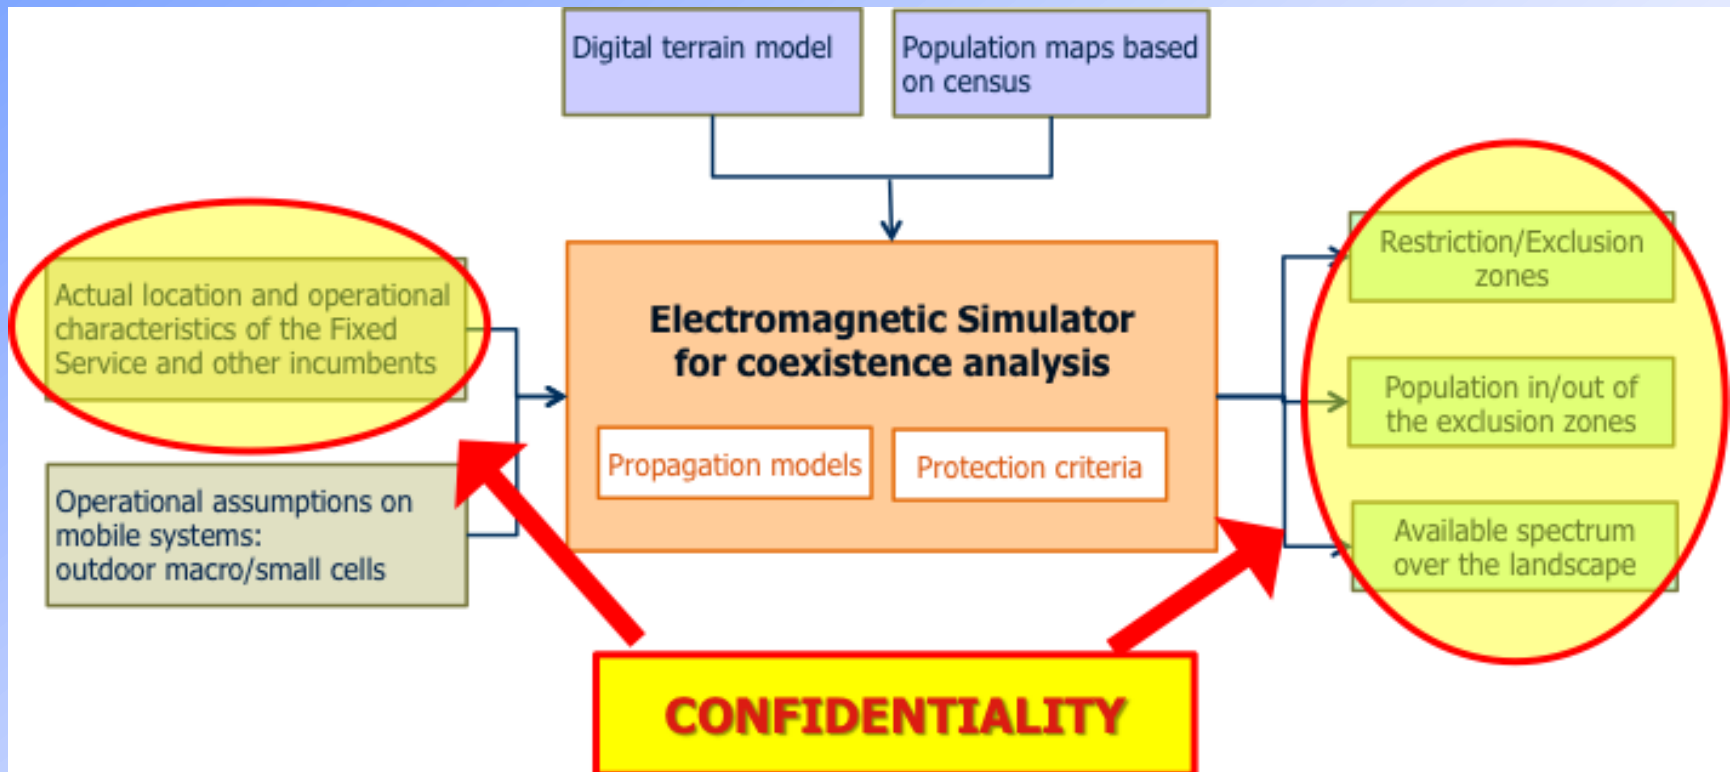 Digital terrain model
Population maps based
on census
Actual location and operational
characteristics of the Fixed
Service and other incumbents
Operational assumptions on
mobile systems:
outdoor macro/small cells
Electromagnetic Simulator
for coexistence analysis
Propagation models
Protection criteria
Restriction/Exclusion
zones
Population in/out of
the exclusion zones
Available spectrum
over the landscape
CONFIDENTIALITY